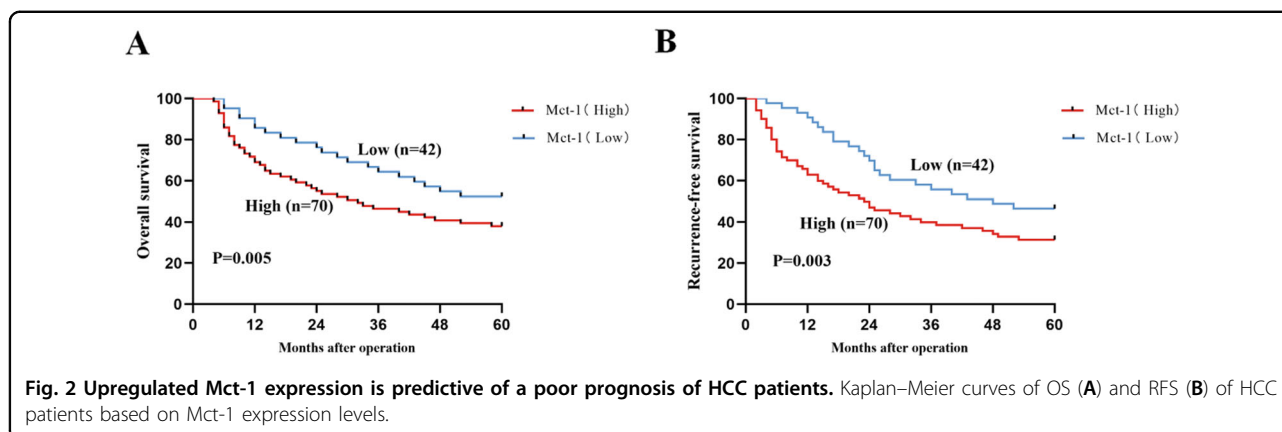 A
B
Mct-1( High)
Mct-1( Low)
Mct-1( High)
Mct-1( Low)
Overall survival
100
80
60
40
20
0
Low (n=42)
High (n=70)
P=0.005
0 12 24 36 48 60
Months after operation
Recurrence-free survival
100
80
60
40
20
0
Low (n=42)
High (n=70)
P=0.003
0 12 24 36 48 60
Months after operation
Fig. 2 Upregulated Mct-1 expression is predictive of a poor prognosis of HCC patients. Kaplan–Meier curves of OS (A) and RFS (B) of HCC
patients based on Mct-1 expression levels.